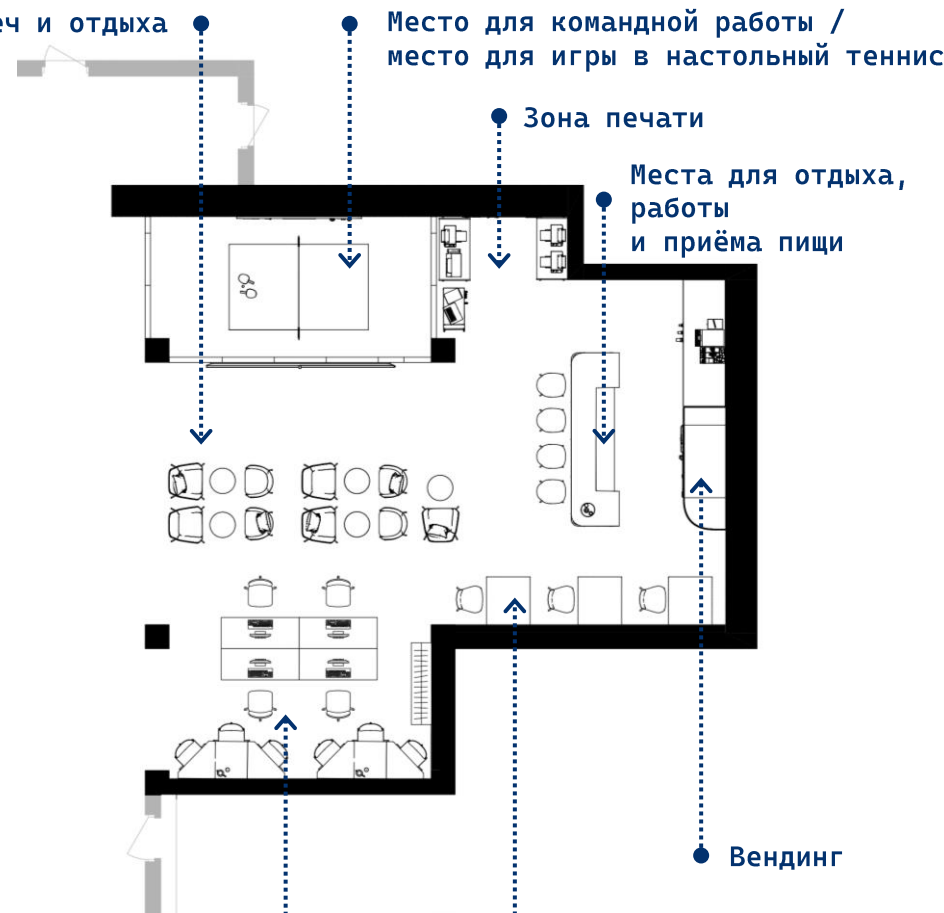 и отдыха
Место для командной работы /
место для игры в настольный теннис
Зона печати
Места для отдыха,
работы
и приёма пищи
Вендинг